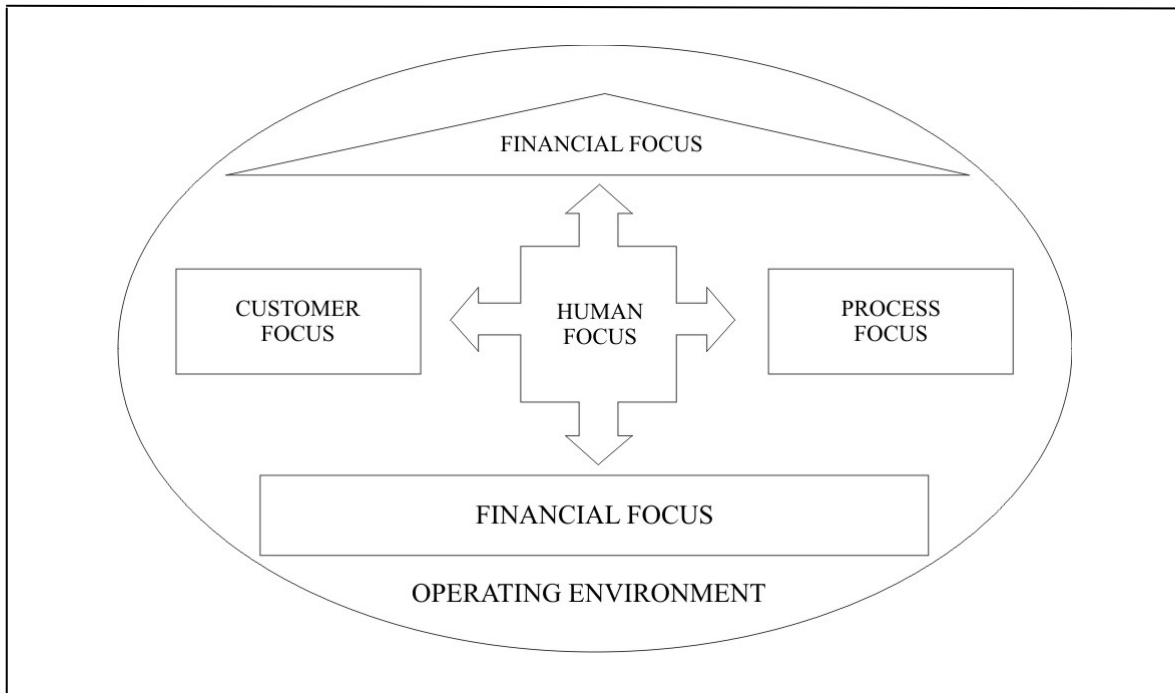 FINANCIAL FOCUS
CUSTOMER
FOCUS
HUMAN
FOCUS
PROCESS
FOCUS
FINANCIAL FOCUS
OPERATING ENVIRONMENT